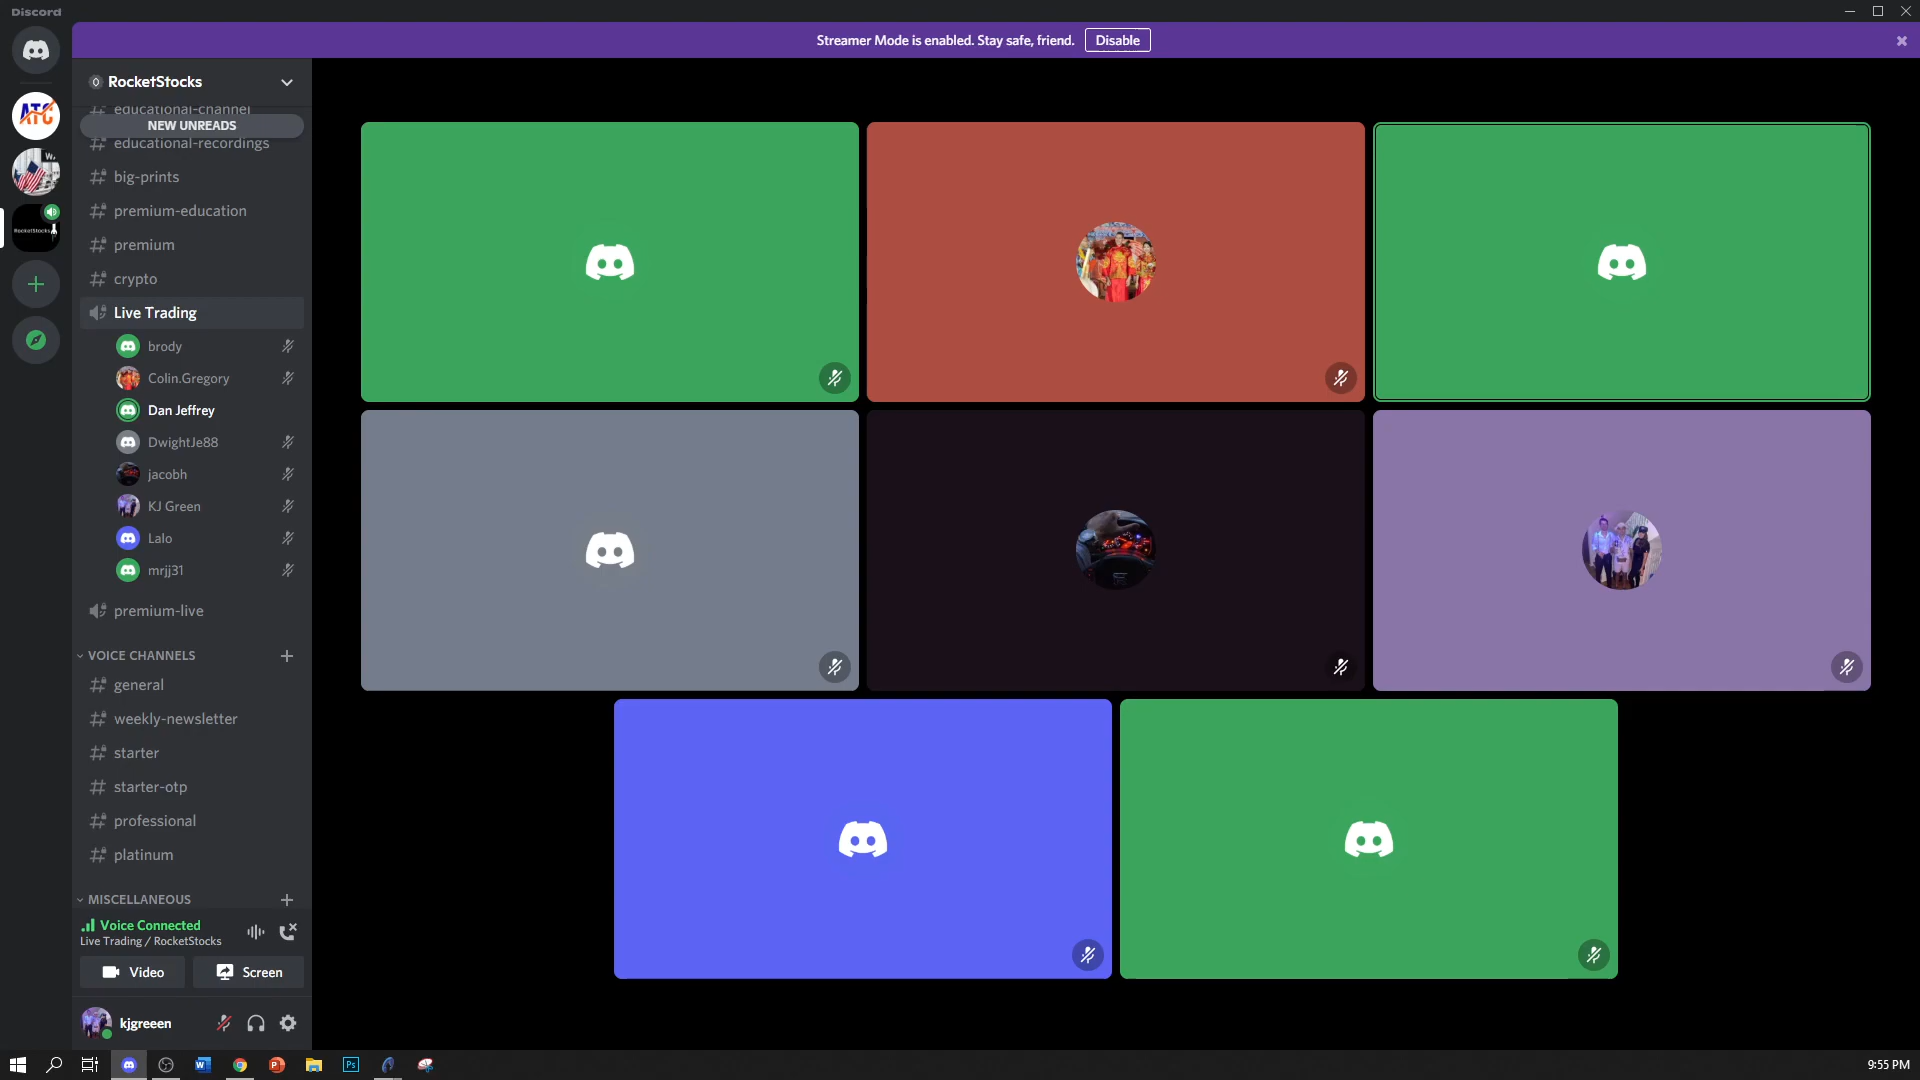 Discord
Streamer Mode is enabled. Stay safe, friend.
Disable
RocketStocks
educational-channel
NEW UNREADS
educational-recordings
big-prints
premium-education
premium
crypto
Live Trading
brody
Colin.Gregory
Dan Jeffrey
DwightJe88
jacobh
KJ Green
Lalo
mrjj31
premium-live
VOICE CHANNELS
general
weekly-newsletter
starter
starter-otp
professional
platinum
MISCELLANEOUS
Voice Connected
Live Trading / RocketStocks
Video
Screen
kjgreeen
ATC
RocketStocks
9:55 PM